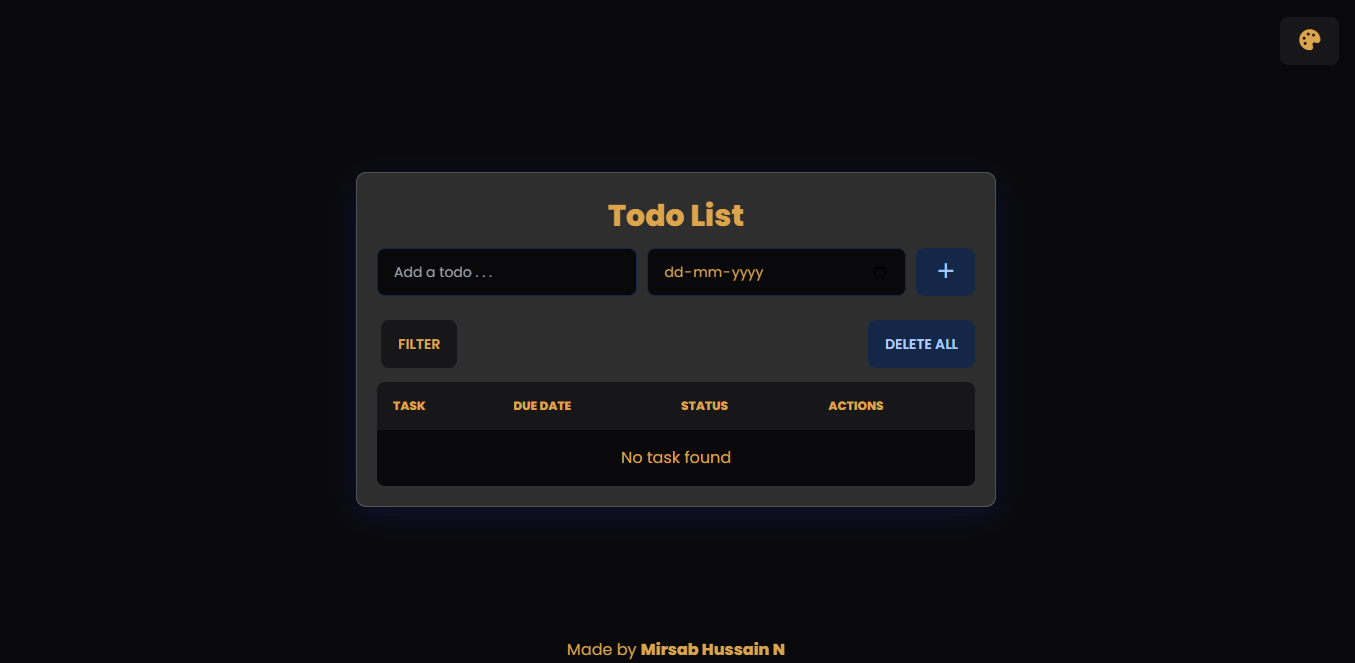 Todo List
Add a todo . . .
dd-mm-yyyy
+
FILTER
DELETE ALL
TASK DUE DATE STATUS ACTIONS
No task found
Made by Mirsab Hussain N